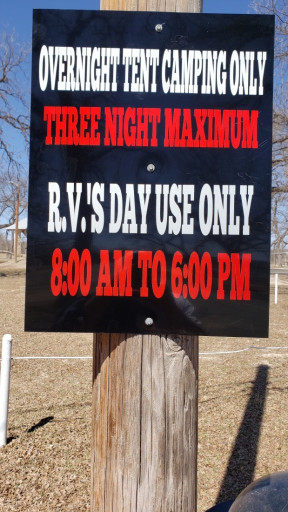 OVERNIGHT TENT CAMPING ONLY
THREE NIGHT MAXIMUM
R.V.'S DAY USE ONLY
8:00 AM TO 6:00 PM